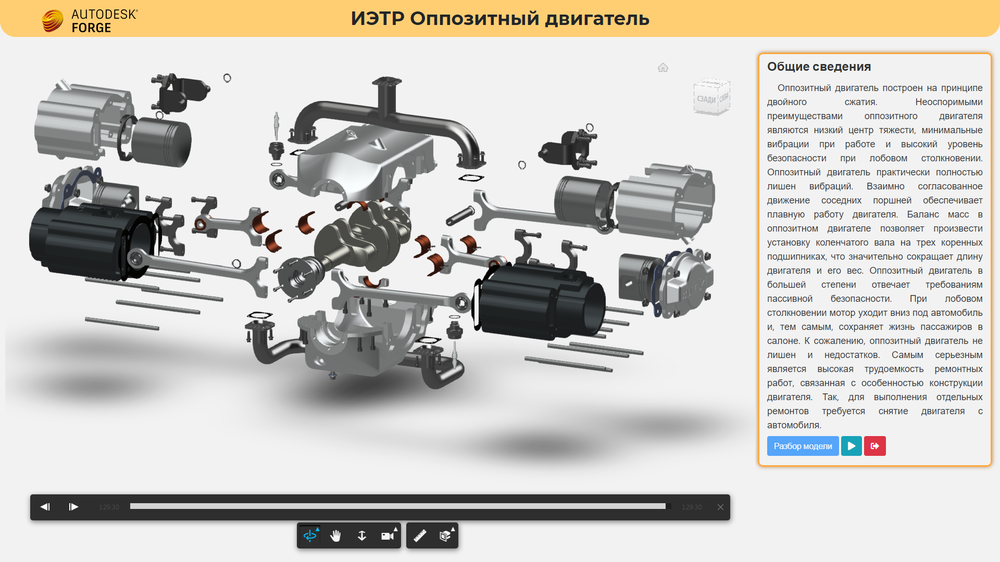 AUTODESK®
FORGE
ИЭТР Оппозитный двигатель
СЗАДИ
СЛЕВА
Общие сведения
Оппозитный двигатель построен на принципе
двойного сжатия. Неоспоримыми
преимуществами оппозитного двигателя
являются низкий центр тяжести, минимальные
вибрации при работе и высокий уровень
безопасности при лобовом столкновении.
Оппозитный двигатель практически полностью
лишен вибраций. Взаимно согласованное
движение соседних поршней обеспечивает
плавную работу двигателя. Баланс масс в
оппозитном двигателе позволяет произвести
установку коленчатого вала на трех коренных
подшипниках, что значительно сокращает длину
двигателя и его вес. Оппозитный двигатель в
большей степени отвечает требованиям
пассивной безопасности. При лобовом
столкновении мотор уходит вниз под автомобиль
и, тем самым, сохраняет жизнь пассажиров в
салоне. К сожалению, оппозитный двигатель не
лишен и недостатков. Самым серьезным
является высокая трудоемкость ремонтных
работ, связанная с особенностью конструкции
двигателя. Так, для выполнения отдельных
ремонтов требуется снятие двигателя с
автомобиля.
Разбор модели
1:29.30
1:29.30